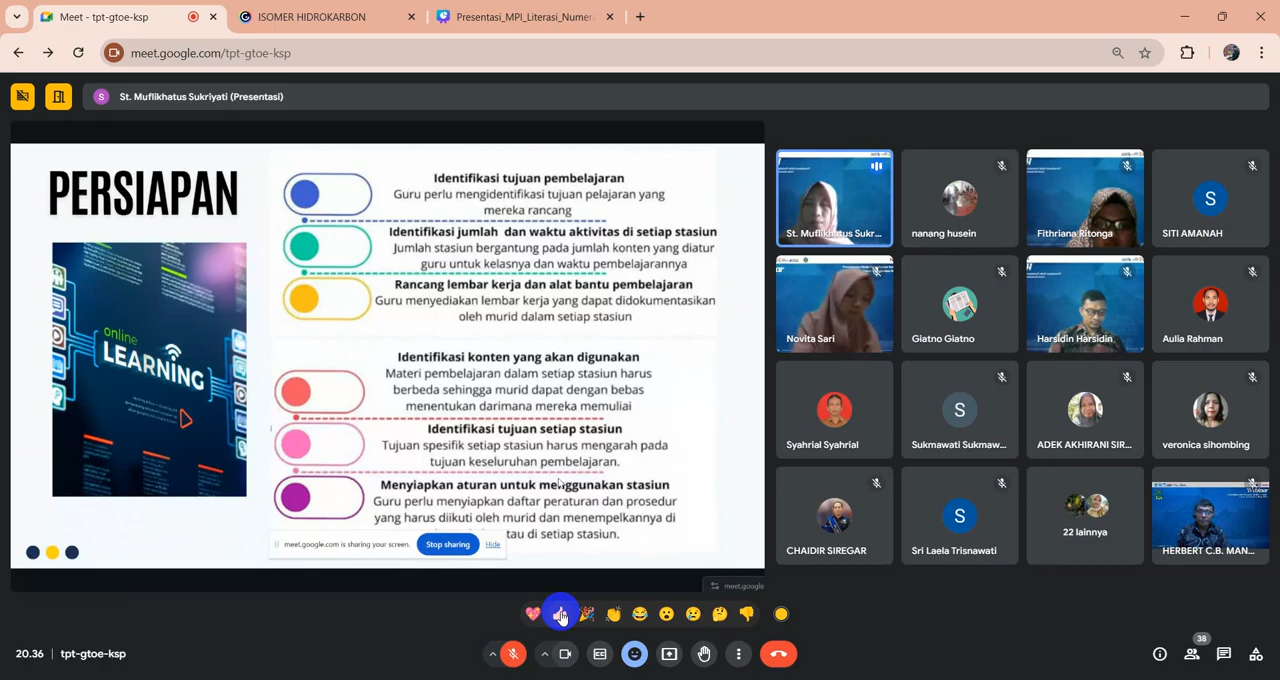 Meet - tpt-gtoe-ksp
ISOMER HIDROKARBON
Presentasi_MPI_Literasi_Numera
meet.google.com/tpt-gtoe-ksp
S
St. Muflikhatus Sukriyati (Presentasi)
PERSIAPAN
online
LEARNING
Identifikasi tujuan pembelajaran
Guru perlu mengidentifikasi tujuan pelajaran yang
mereka rancang
Identifikasi jumlah dan waktu aktivitas di setiap stasiun
Jumlah stasiun bergantung pada jumlah konten yang diatur
guru untuk kelasnya dan waktu pembelajarannya
Rancang lembar kerja dan alat bantu pembelajaran
Guru menyediakan lembar kerja yang dapat didokumentasikan
oleh murid dalam setiap stasiun
Identifikasi konten yang akan digunakan
Materi pembelajaran dalam setiap stasiun harus
berbeda sehingga murid dapat dengan bebas
menentukan darimana mereka memuliai
Identifikasi tujuan setiap stasiun
Tujuan spesifik setiap stasiun harus mengarah pada
tujuan keseluruhan pembelajaran.
Menyiapkan aturan untuk menggunakan stasiun
Guru perlu menyiapkan daftar peraturan dan prosedur
yang harus diikuti oleh murid dan menempelkannya di
tau di setiap stasiun.
meet.google.com is sharing your screen.
Stop sharing
Hide
meet.google
St. Muflikhatus Sukr...
nanang husein
Fithriana Ritonga
S
SITI AMANAH
Novita Sari
Giatno Giatno
Harsidin Harsidin
Aulia Rahman
Syahrial Syahrial
S
Sukmawati Sukmaw...
ADEK AKHIRANI SIR...
veronica sihombing
CHAIDIR SIREGAR
S
Sri Laela Trisnawati
22 lainnya
HERBERT C.B. MAN...
20.36
tpt-gtoe-ksp
38